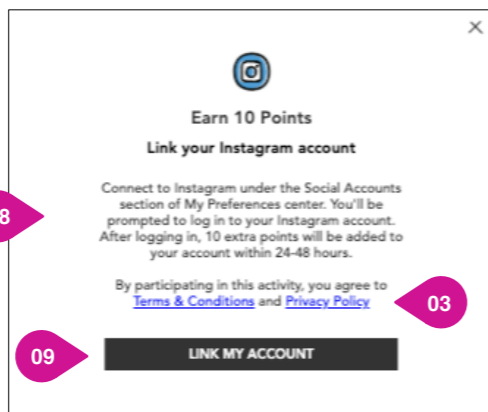 Earn 10 Points
Link your Instagram account
Connect to Instagram under the Social Accounts
section of My Preferences center. You'll be
prompted to log in to your Instagram account.
After logging in, 10 extra points will be added to
your account within 24-48 hours.
8
By participating in this activity, you agree to
Terms & Conditions and Privacy Policy
03
09
LINK MY ACCOUNT